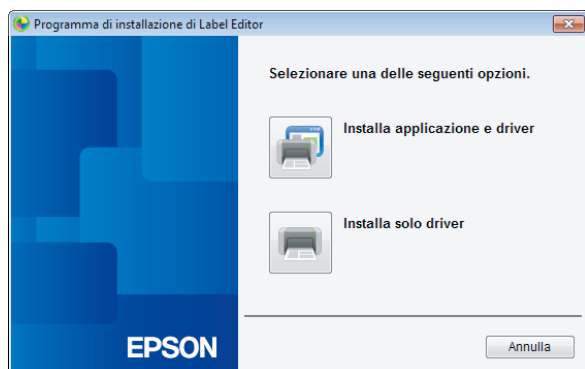 Programma di installazione di Label Editor
Selezionare una delle seguenti opzioni.
Installa applicazione e driver
Installa solo driver
EPSON
Annulla